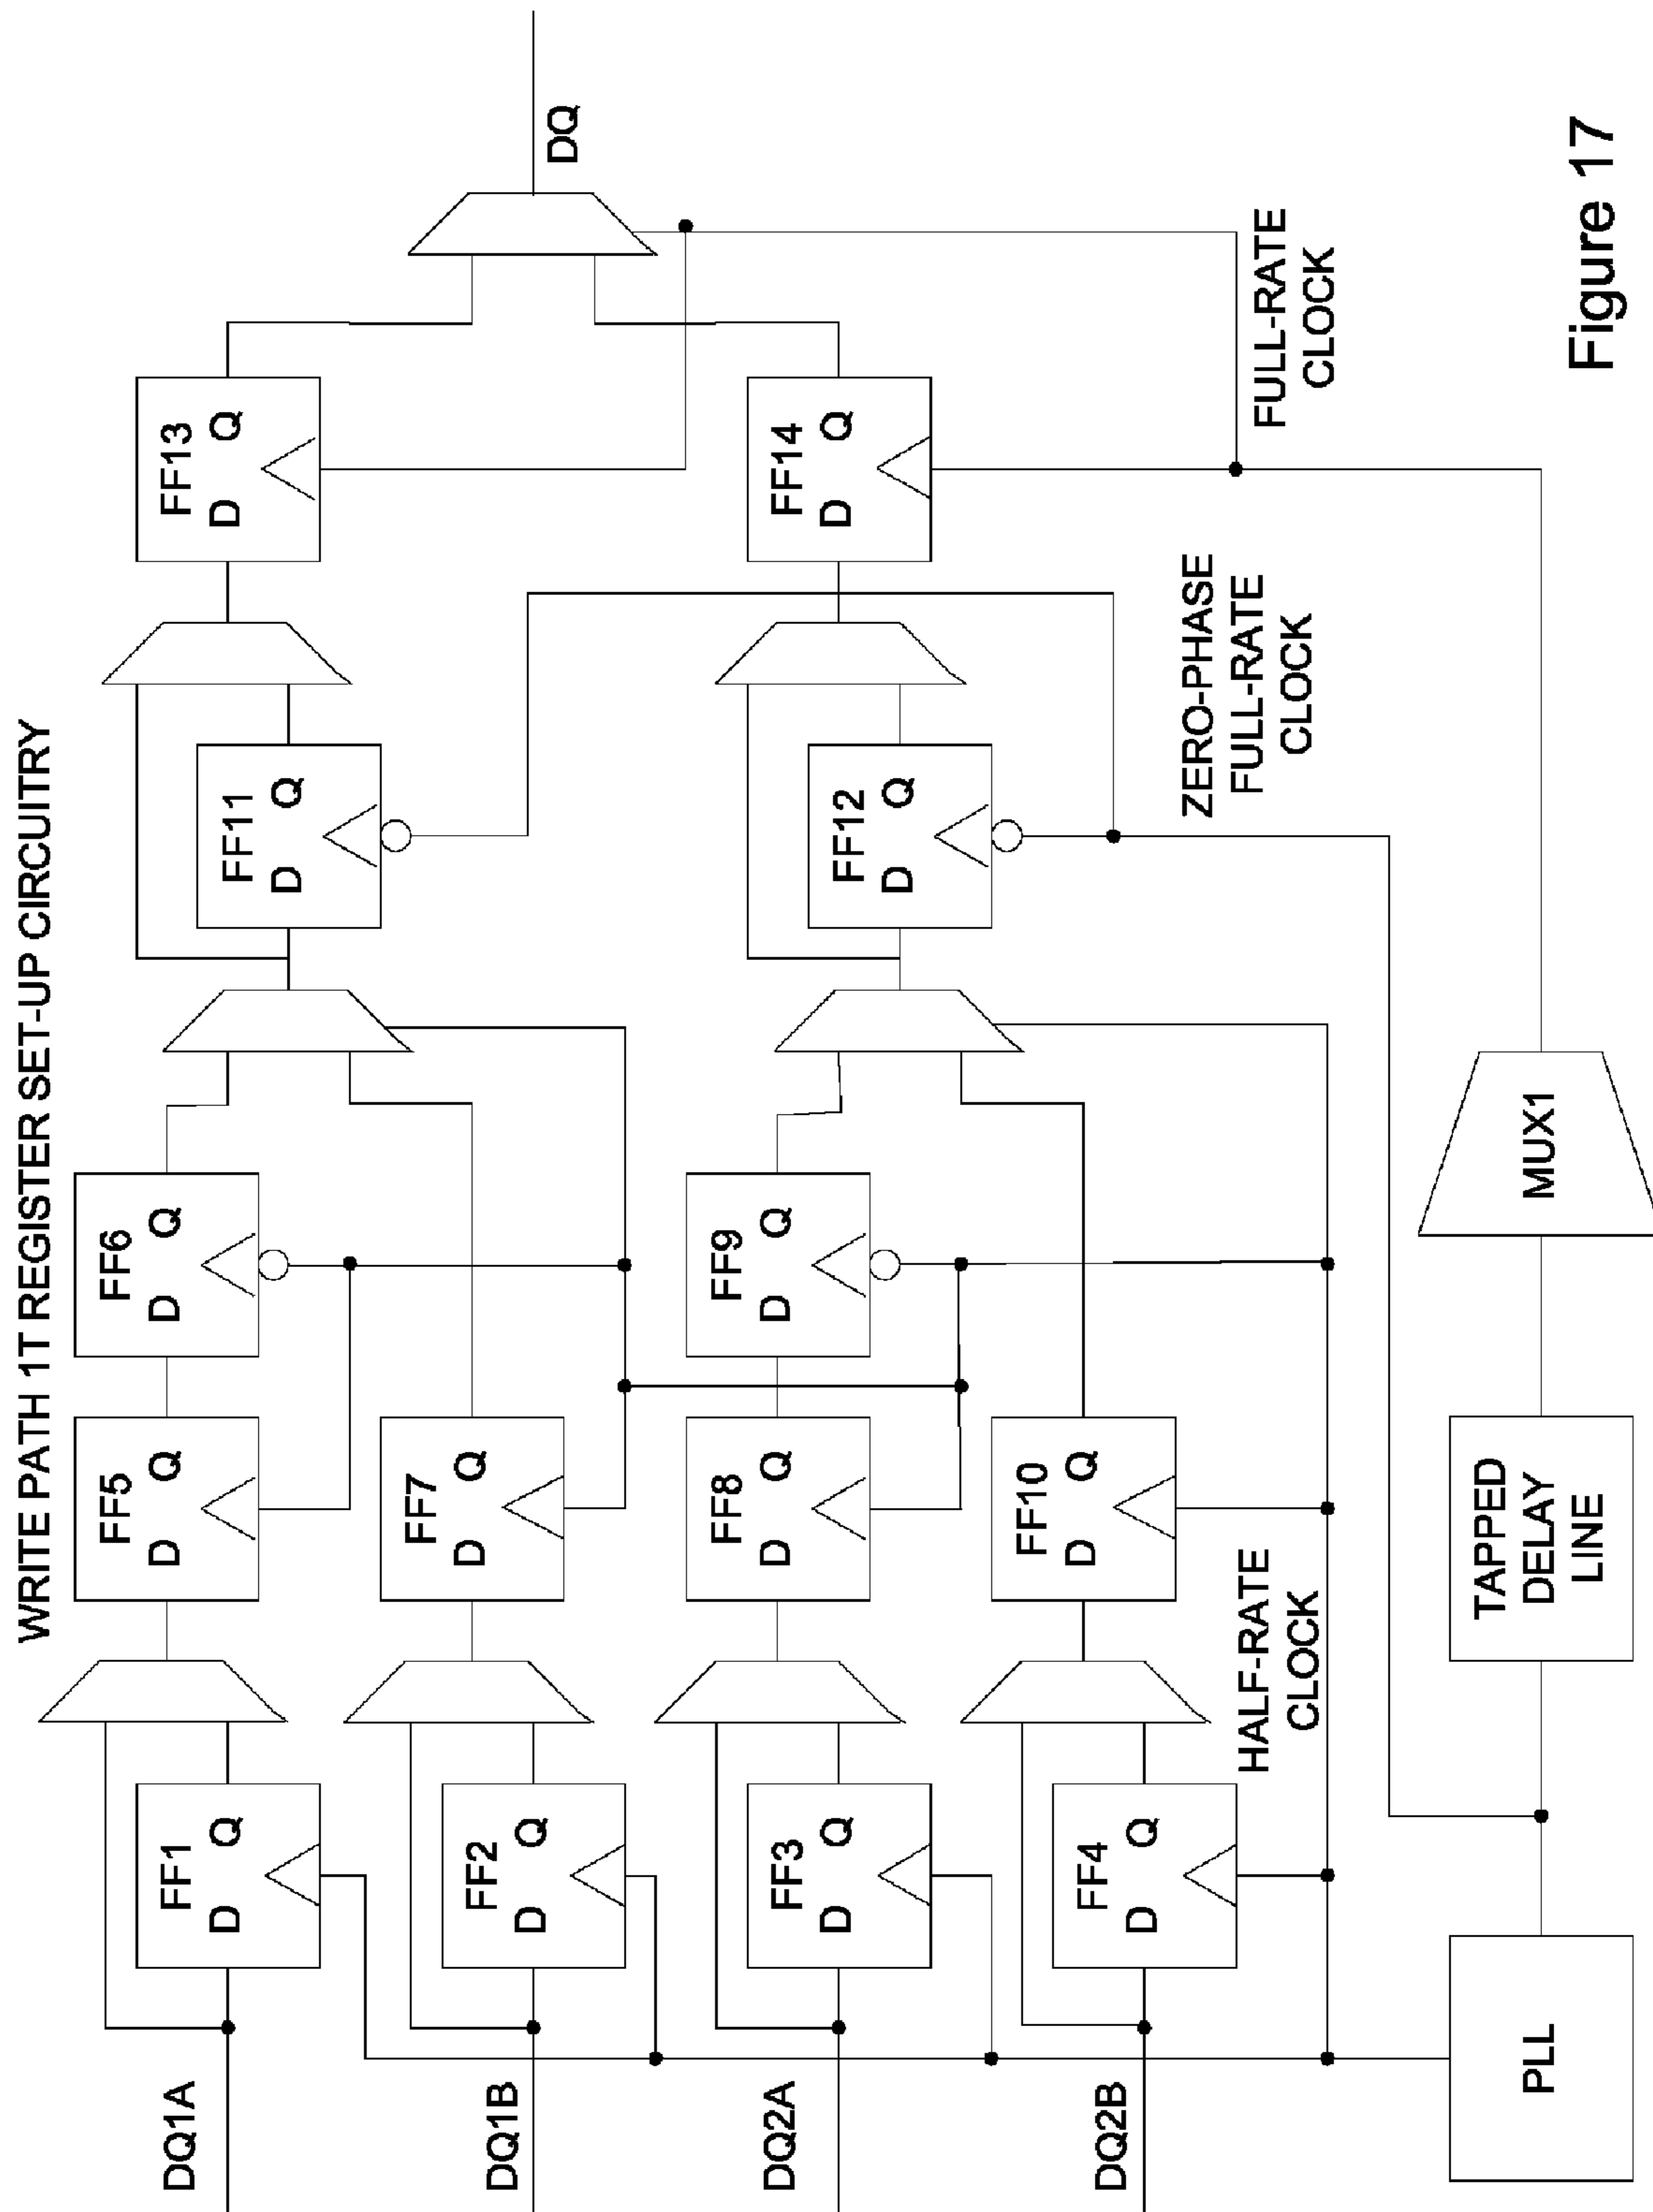 WRITE PATH 1T REGISTER SET-UP CIRCUITRY
DQ1A
FF1
D Q
FF5
D Q
FF6
D Q
FF11
D Q
FF13
D Q
DQ
DQ1B
FF2
D Q
FF7
D Q
DQ2A
FF3
D Q
FF8
D Q
FF9
D Q
FF12
D Q
FF14
D Q
DQ2B
FF4
D Q
FF10
D Q
HALF-RATE
CLOCK
ZERO-PHASE
FULL-RATE
CLOCK
FULL-RATE
CLOCK
PLL
TAPPED
DELAY
LINE
MUX1
Figure 17